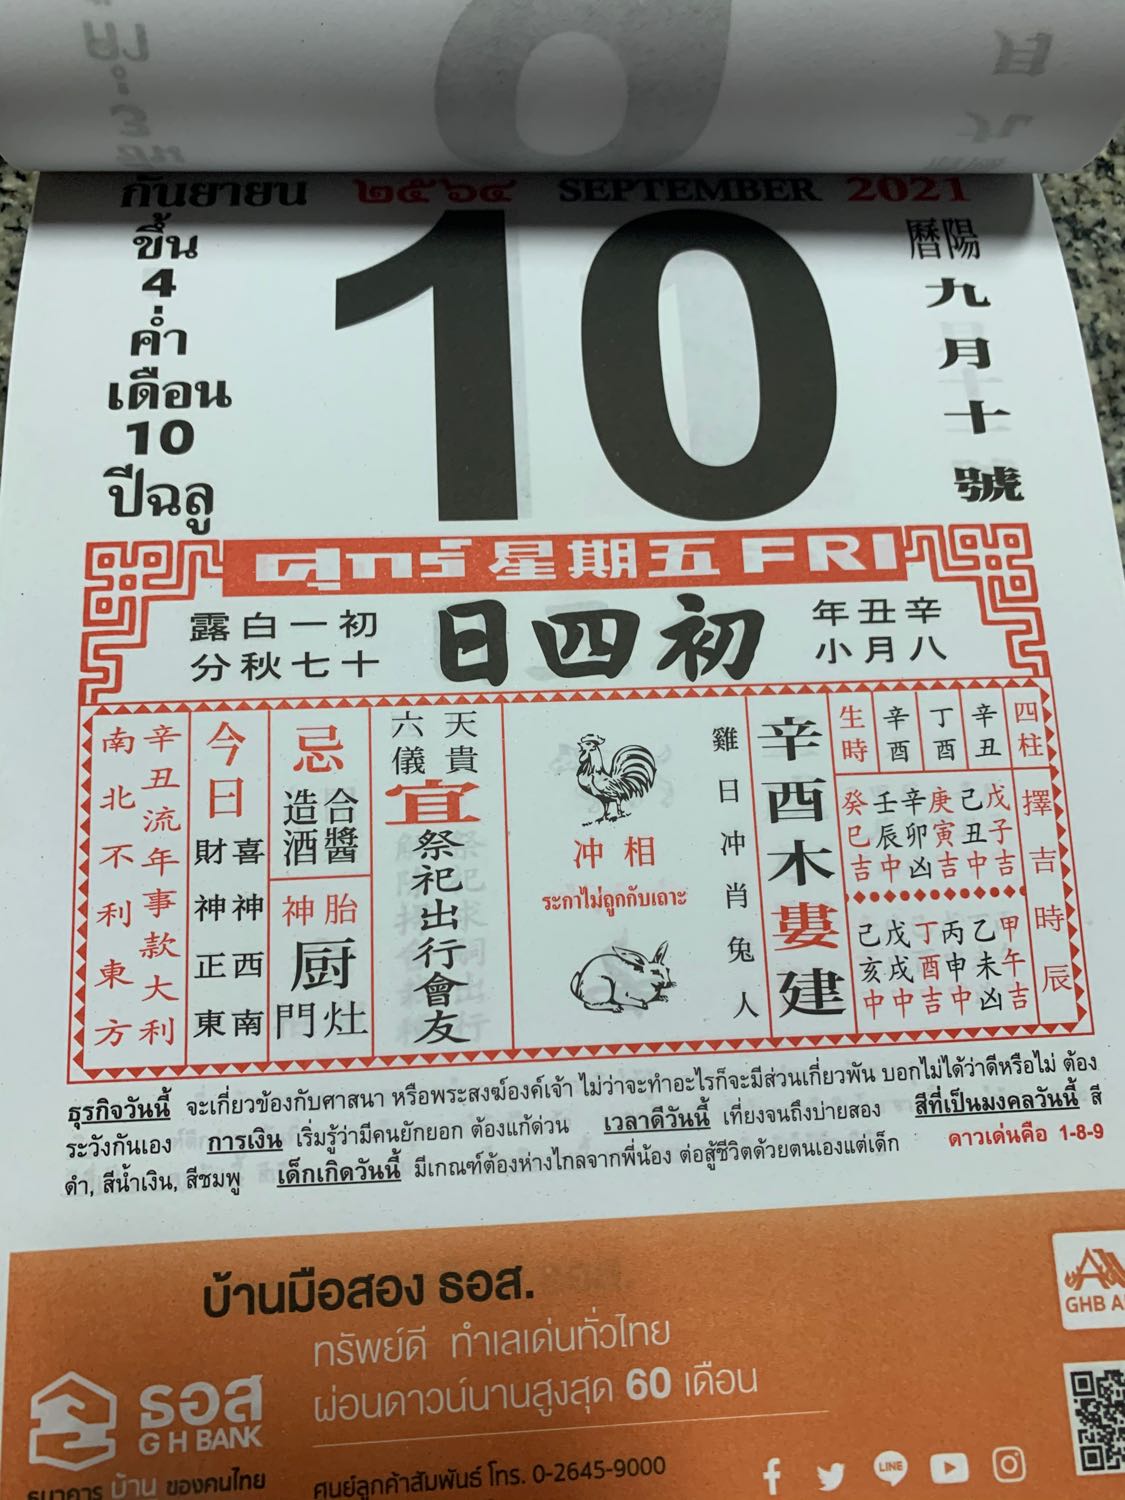 กันยายน ๒๕๖๔ SEPTEMBER 2021
ขึ้น
4
ค่ำ
เดือน
10
ปีฉลู
10
陽曆
九
月
十
號
ศุกร์ 星期五 FRI
初一白露
十七秋分
初四日
辛丑年
八月小
辛丑流年事款大利
南北不利東方
今日
喜神西南
財神正東
忌
合醬
造酒
胎神
厨
灶門
天貴
六儀
宜
祭祀出行會友
相冲
ระกาไม่ถูกกับเถาะ
雞日冲肖兔人
辛酉木婁建
四柱
辛丑
丁酉
辛酉
生時
擇吉時辰
戊子吉
己丑中
庚寅吉
辛卯凶
壬辰中
癸巳吉
甲午吉
乙未凶
丙申中
丁酉吉
戊戌中
己亥中
ธุรกิจวันนี้ จะเกี่ยวข้องกับศาสนา หรือพระสงฆ์องค์เจ้า ไม่ว่าจะทำอะไรก็จะมีส่วนเกี่ยวพัน บอกไม่ได้ว่าดีหรือไม่ ต้อง
ระวังกันเอง การเงิน เริ่มรู้ว่ามีคนยักยอก ต้องแก้ด่วน เวลาดีวันนี้ เที่ยงจนถึงบ่ายสอง สีที่เป็นมงคลวันนี้ สี
ดำ, สีน้ำเงิน, สีชมพู เด็กเกิดวันนี้ มีเกณฑ์ต้องห่างไกลจากพี่น้อง ต่อสู้ชีวิตด้วยตนเองแต่เด็ก ดาวเด่นคือ 1-8-9
บ้านมือสอง ธอส.
ทรัพย์ดี ทำเลเด่นทั่วไทย
ผ่อนดาวน์นานสูงสุด 60 เดือน
ธอส
G H BANK
ธนาคาร บ้าน ของคนไทย
ศูนย์ลูกค้าสัมพันธ์ โทร. 0-2645-9000
LINE
GHB